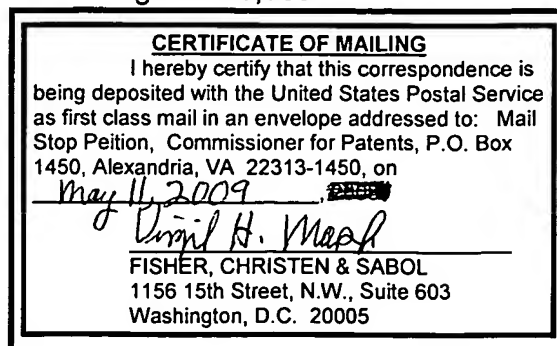 CERTIFICATE OF MAILING
I hereby certify that this correspondence is
being deposited with the United States Postal Service
as first class mail in an envelope addressed to: Mail
Stop Peition, Commissioner for Patents, P.O. Box
1450, Alexandria, VA 22313-1450, on
May 11, 2009,
Virgil H. Marsh
FISHER, CHRISTEN & SABOL
1156 15th Street, N.W., Suite 603
Washington, D.C. 20005